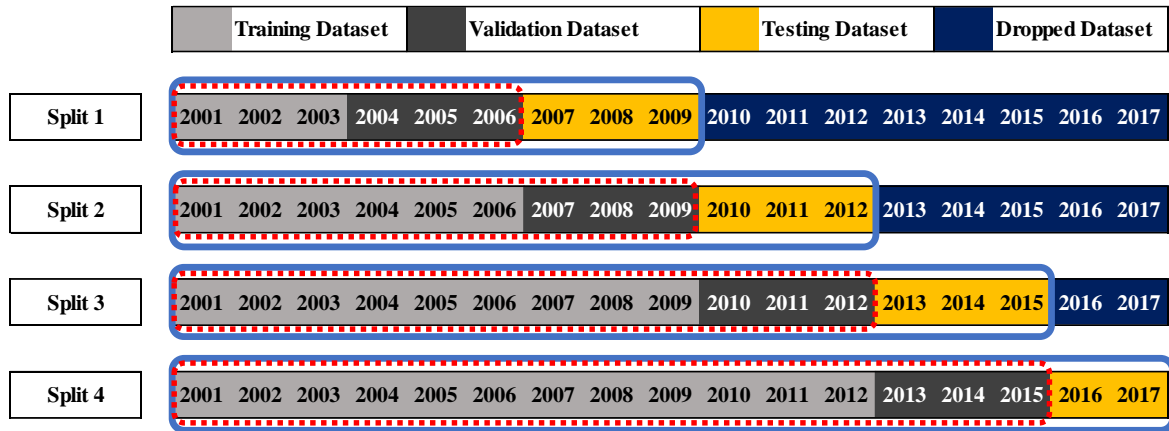 Training Dataset Validation Dataset Testing Dataset Dropped Dataset
Split 1 2001 2002 2003 2004 2005 2006 2007 2008 2009 2010 2011 2012 2013 2014 2015 2016 2017
Split 2 2001 2002 2003 2004 2005 2006 2007 2008 2009 2010 2011 2012 2013 2014 2015 2016 2017
Split 3 2001 2002 2003 2004 2005 2006 2007 2008 2009 2010 2011 2012 2013 2014 2015 2016 2017
Split 4 2001 2002 2003 2004 2005 2006 2007 2008 2009 2010 2011 2012 2013 2014 2015 2016 2017